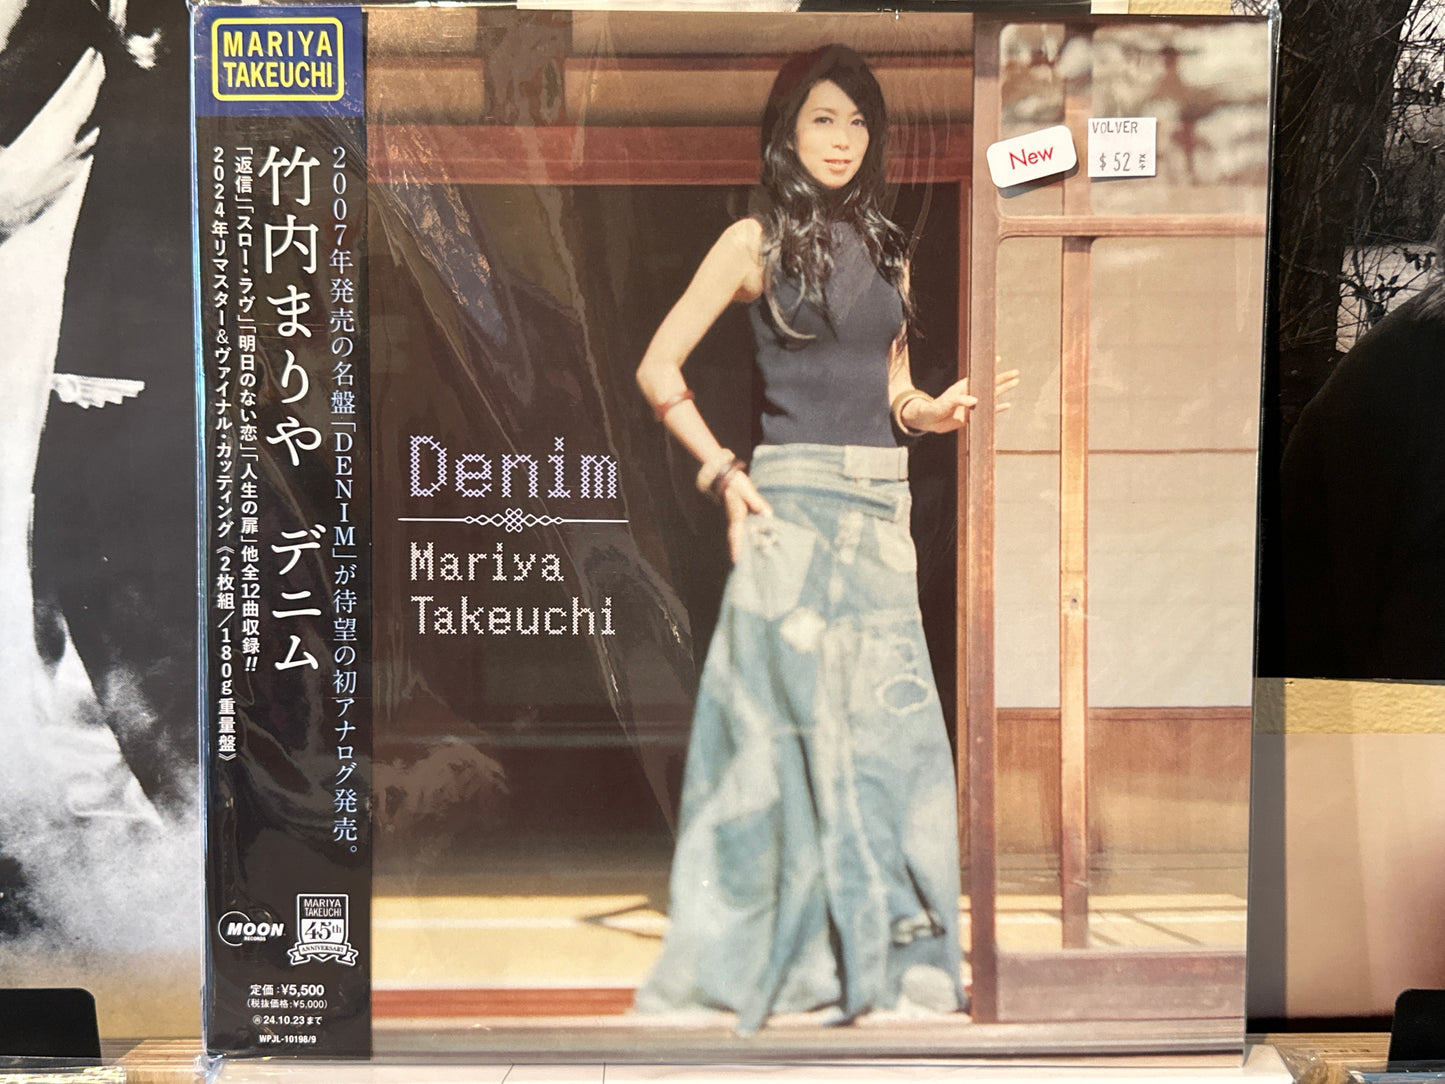 MARIYA
TAKEUCHI
2007年発売の名盤「DENIM」が待望の初アナログ発売。
竹内まりや デニム
「返信」「スロー・ラヴ」「明日のない恋」「人生の扉」他全12曲収録!!
2024年リマスター&ヴァイナル・カッティング《2枚組/180g重量盤》
MOON
RECORDS
MARIYA
TAKEUCHI
45th
ANNIVERSARY
定価:¥5,500
(税抜価格:¥5,000)
24.10.23まで
WPJL-10198/9
Denim
Mariya
Takeuchi
New
VOLVER
$52 +TX